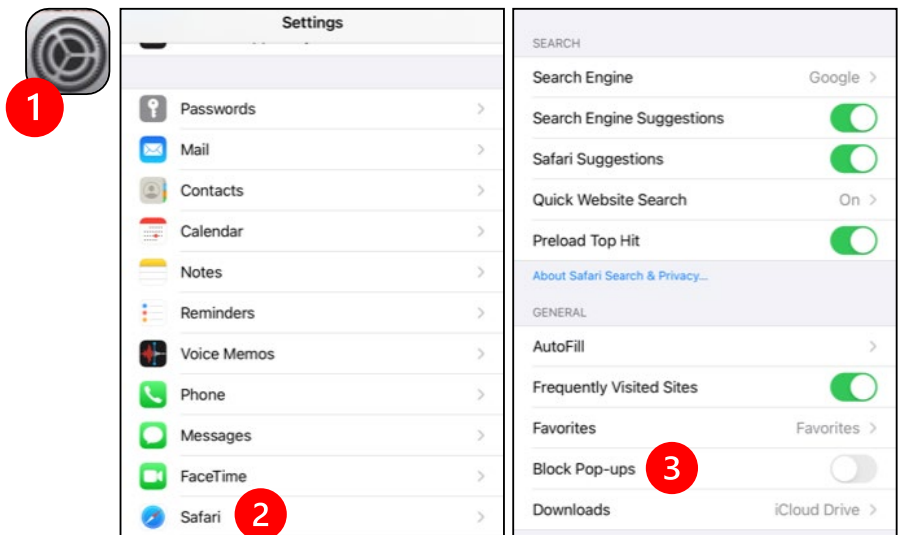 1
Settings
Passwords
Mail
Contacts
Calendar
Notes
Reminders
Voice Memos
Phone
Messages
FaceTime
Safari 2
SEARCH
Search Engine Google
Search Engine Suggestions
Safari Suggestions
Quick Website Search On
Preload Top Hit
About Safari Search & Privacy...
GENERAL
AutoFill
Frequently Visited Sites
Favorites Favorites
Block Pop-ups 3
Downloads iCloud Drive